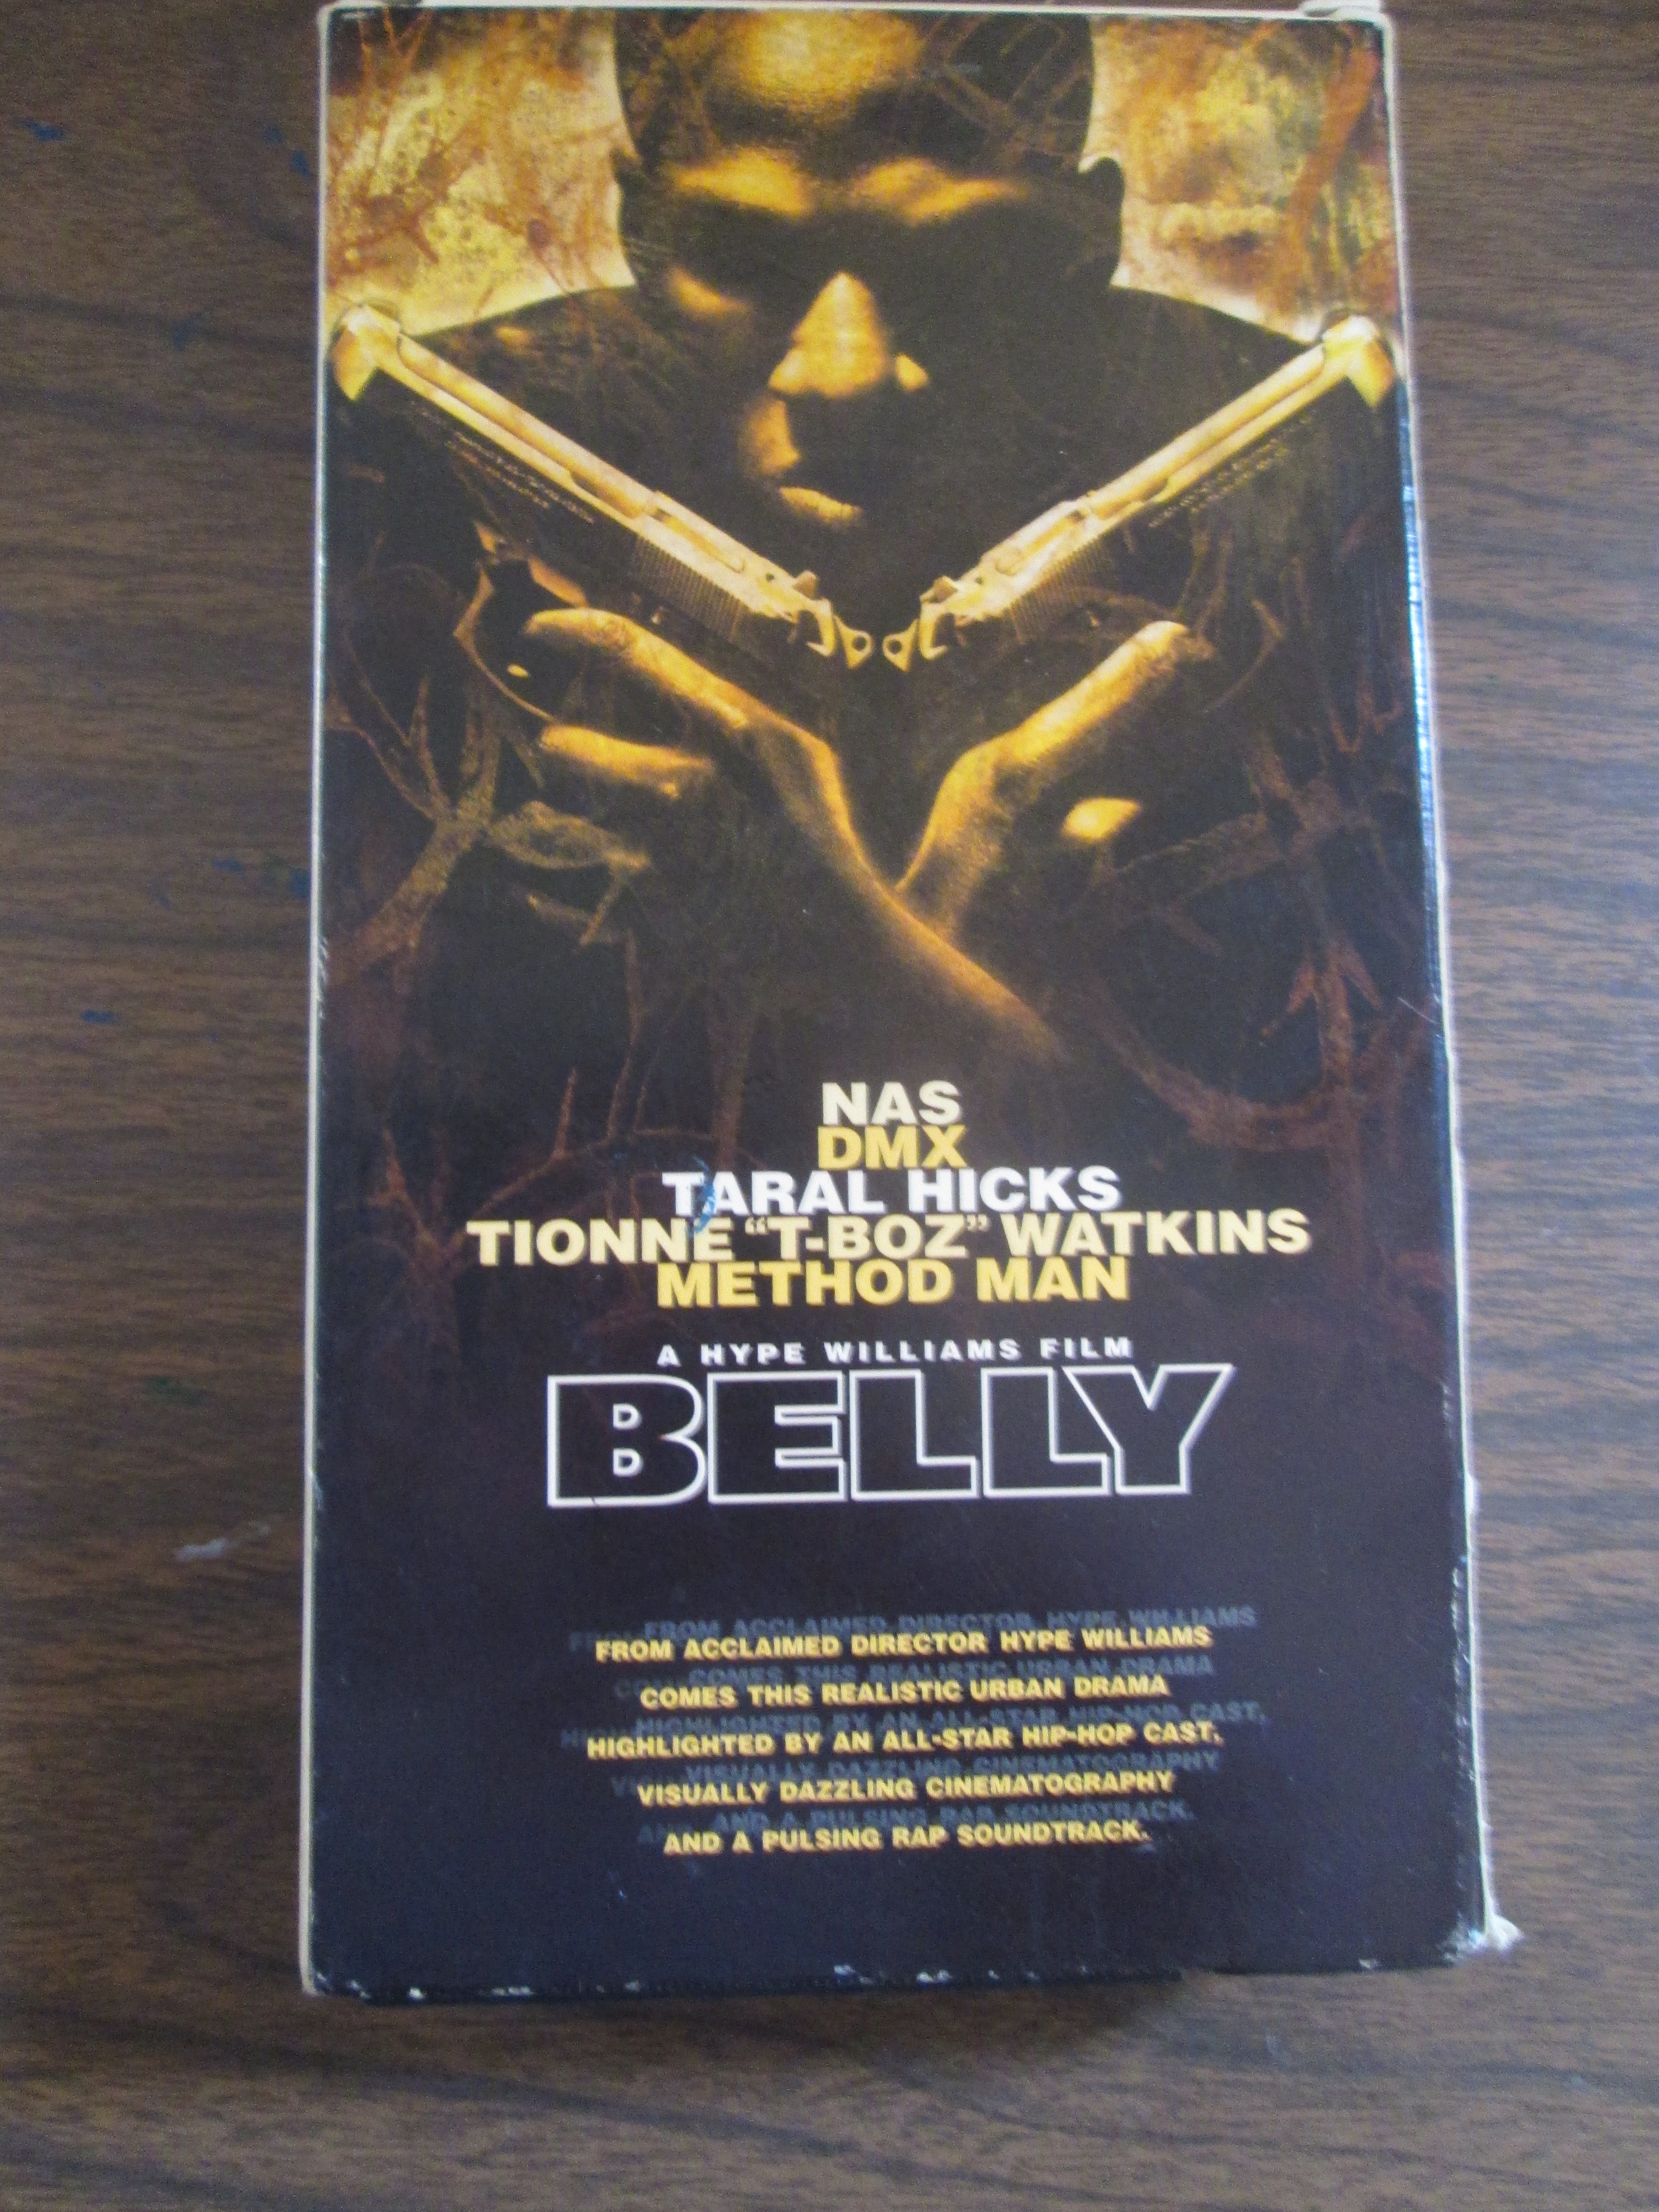 NAS
DMX
TARAL HICKS
TIONNE “T-BOZ” WATKINS
METHOD MAN
A HYPE WILLIAMS FILM
BELLY
FROM ACCLAIMED DIRECTOR HYPE WILLIAMS
COMES THIS REALISTIC URBAN DRAMA
HIGHLIGHTED BY AN ALL-STAR HIP-HOP CAST,
VISUALLY DAZZLING CINEMATOGRAPHY
AND A PULSING RAP SOUNDTRACK.